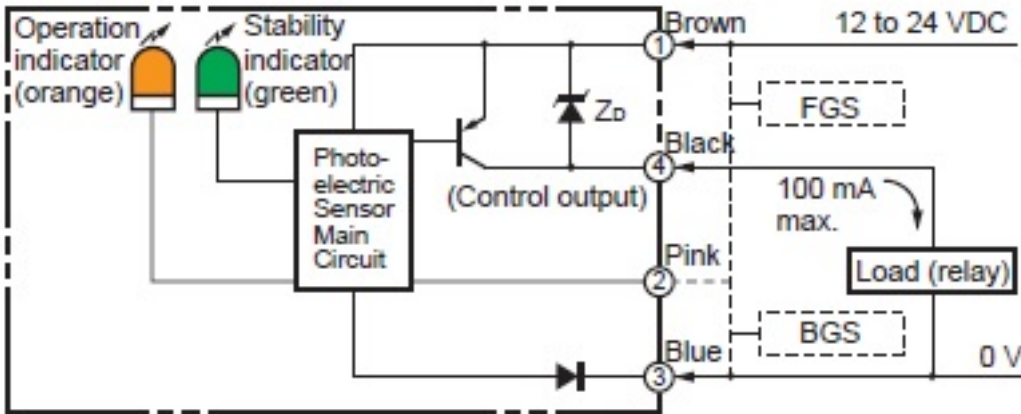 Operation
indicator
(orange)
Stability
indicator
(green)
Brown
12 to 24 VDC
1
ZD
FGS
Black
4
Photo-
electric
Sensor
Main
Circuit
(Control output)
100 mA
max.
Pink
2
Load (relay)
BGS
Blue
3
0 V